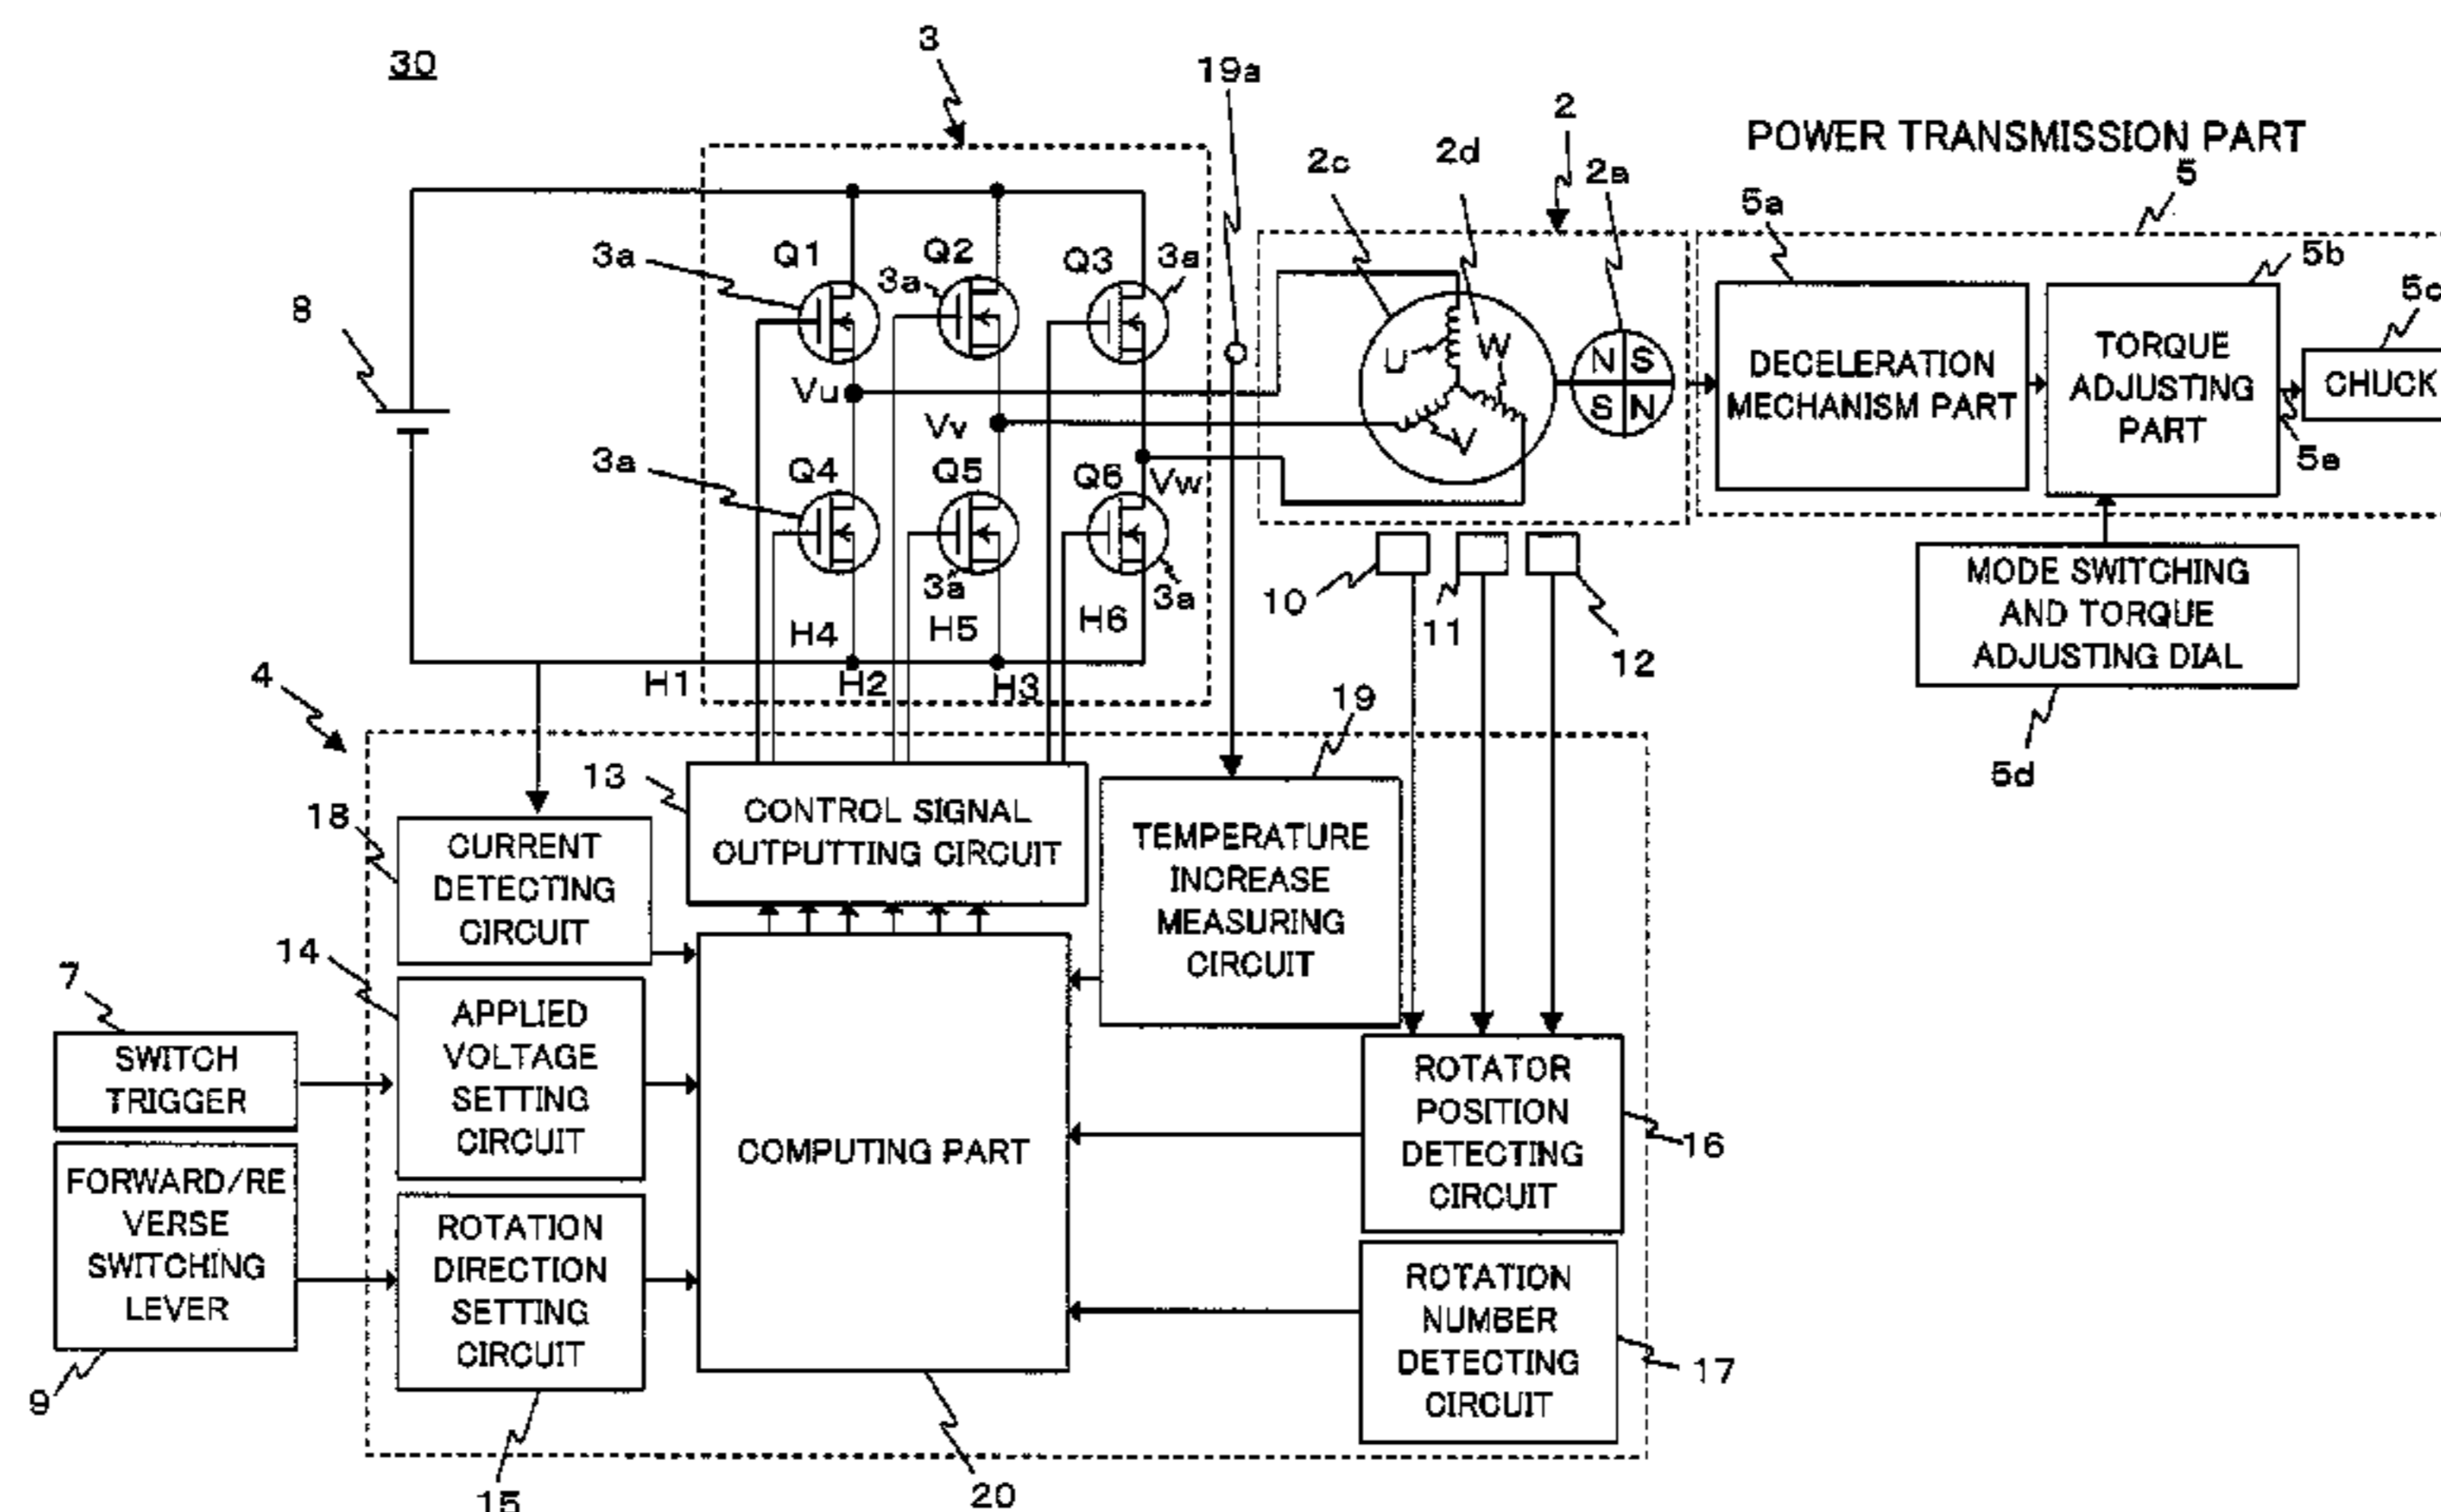 30
3
19a
2
POWER TRANSMISSION PART
5
2c
2d
2a
5a
5b
5c
8
3a
Q1
Q2
3a
Q3
3a
U
W
V
N S
S N
DECELERATION
MECHANISM PART
TORQUE
ADJUSTING
PART
CHUCK
5e
Vu
Vv
Vw
3a
Q4
Q5
Q6
3a
3a
H4
H5
H6
H1
H2
H3
10
11
12
MODE SWITCHING
AND TORQUE
ADJUSTING DIAL
5d
4
13
CONTROL SIGNAL
OUTPUTTING CIRCUIT
19
TEMPERATURE
INCREASE
MEASURING
CIRCUIT
18
CURRENT
DETECTING
CIRCUIT
14
APPLIED
VOLTAGE
SETTING
CIRCUIT
7
SWITCH
TRIGGER
FORWARD/RE
VERSE
SWITCHING
LEVER
9
ROTATION
DIRECTION
SETTING
CIRCUIT
15
COMPUTING PART
20
ROTATOR
POSITION
DETECTING
CIRCUIT
16
ROTATION
NUMBER
DETECTING
CIRCUIT
17